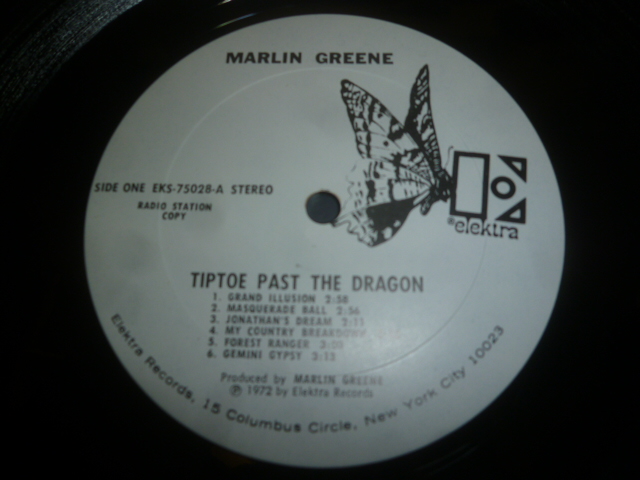 MARLIN GREENE
SIDE ONE EKS-75028-A STEREO
RADIO STATION
COPY
® elektra
TIPTOE PAST THE DRAGON
1. GRAND ILLUSION 2:58
2. MASQUERADE BALL 2:56
3. JONATHAN'S DREAM
4. MY COUNTRY BREAKDOWN
5. FOREST RANGER
6. GEMINI GYPSY 3:13
Produced by MARLIN GREENE
Ⓟ 1972 by Elektra Records
Elektra Records, 15 Columbus Circle, New York City 10023